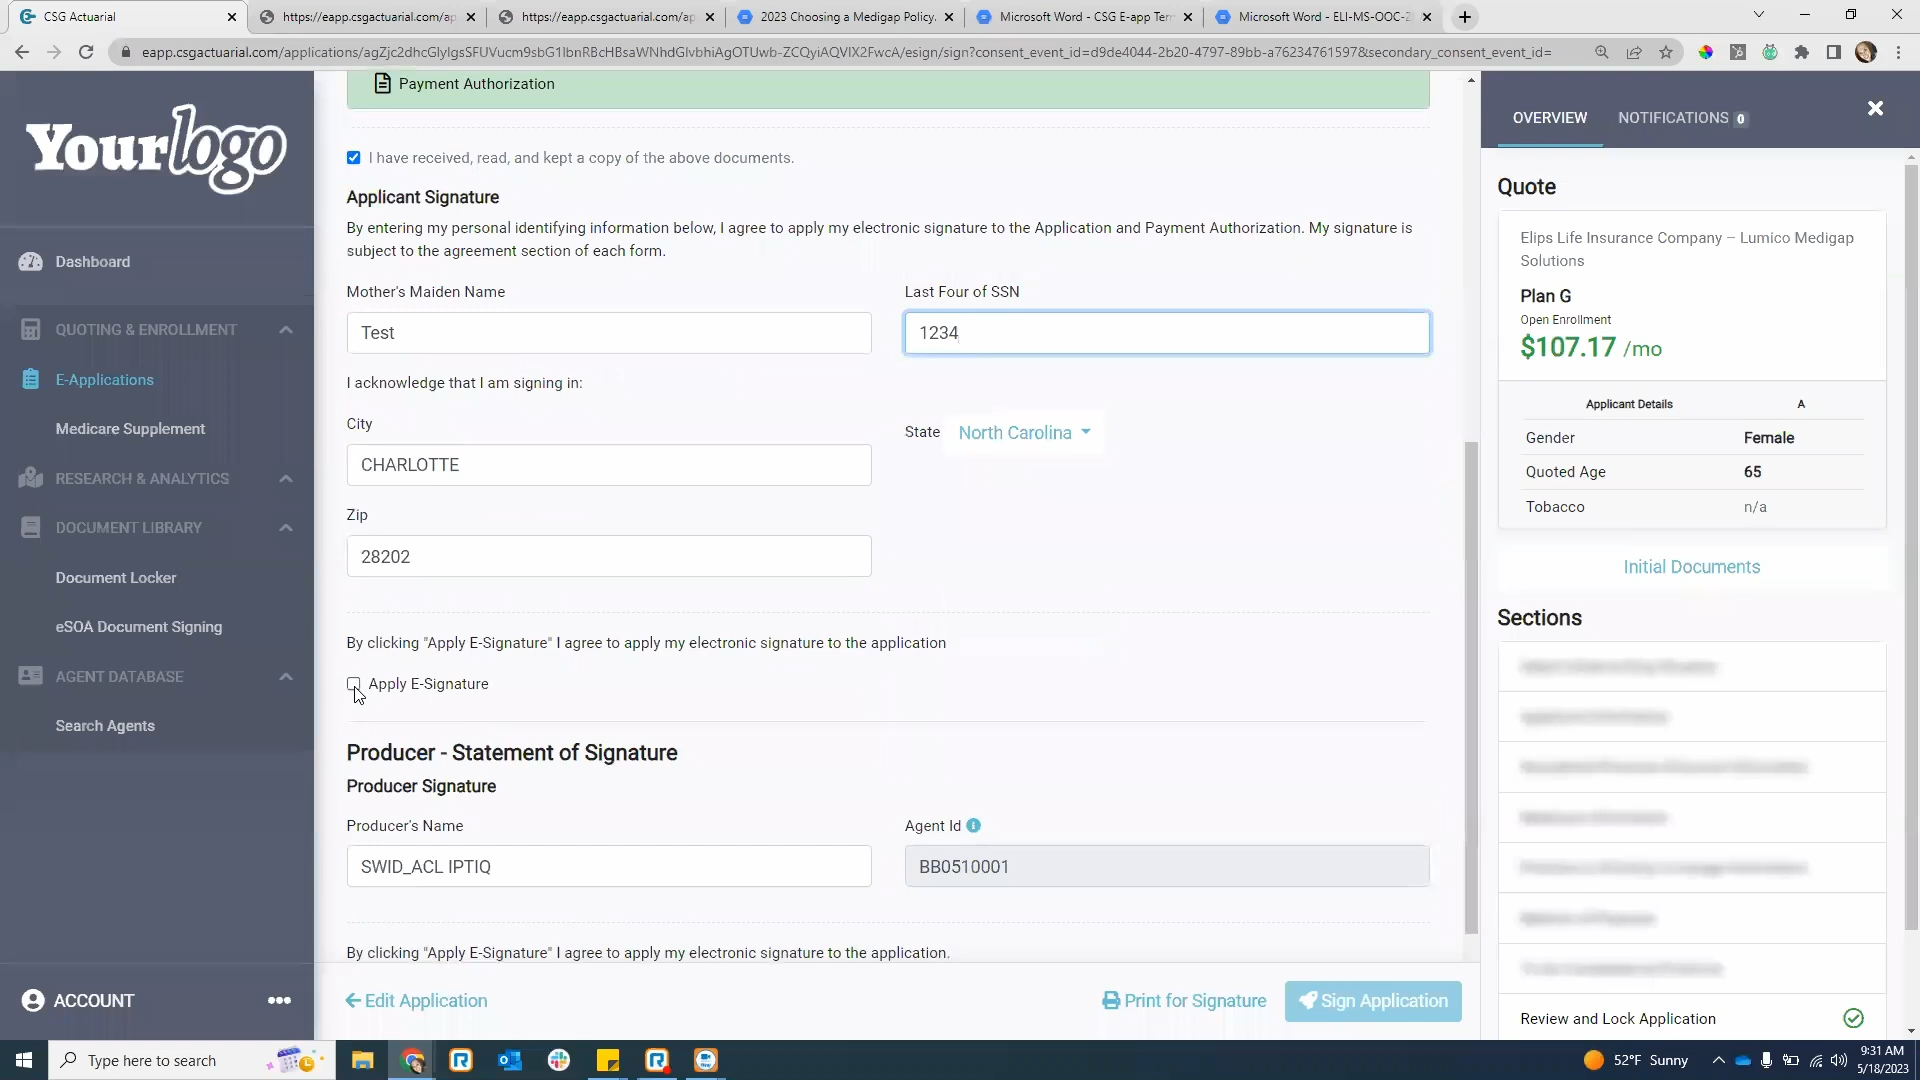 CSG Actuarial
https://eapp.csgactuarial.com/ap
https://eapp.csgactuarial.com/ap
2023 Choosing a Medigap Policy.
Microsoft Word - CSG E-app Ter
Microsoft Word - ELI-MS-OOC-Z
eapp.csgactuarial.com/applications/agZjc2dhcGlyIgsSFUVucm9sbG1lbnRBcHBsaWNhdGlvbhiAgOTUwb-ZCQyiAQVIX2FwcA/esign/sign?consent_event_id=d9de4044-2b20-4797-89bb-a76234761597&secondary_consent_event_id=
Yourlogo
Dashboard
QUOTING & ENROLLMENT
E-Applications
Medicare Supplement
RESEARCH & ANALYTICS
DOCUMENT LIBRARY
Document Locker
eSOA Document Signing
AGENT DATABASE
Search Agents
ACCOUNT
Payment Authorization
I have received, read, and kept a copy of the above documents.
Applicant Signature
By entering my personal identifying information below, I agree to apply my electronic signature to the Application and Payment Authorization. My signature is
subject to the agreement section of each form.
Mother's Maiden Name
Last Four of SSN
Test
1234
I acknowledge that I am signing in:
City
State North Carolina
CHARLOTTE
Zip
28202
By clicking "Apply E-Signature" I agree to apply my electronic signature to the application
Apply E-Signature
Producer - Statement of Signature
Producer Signature
Producer's Name
Agent Id
SWID_ACL IPTIQ
BB0510001
By clicking "Apply E-Signature" I agree to apply my electronic signature to the application.
Edit Application
Print for Signature
Sign Application
OVERVIEW
NOTIFICATIONS 0
Quote
Elips Life Insurance Company – Lumico Medigap
Solutions
Plan G
Open Enrollment
$107.17 /mo
Applicant Details A
Gender Female
Quoted Age 65
Tobacco n/a
Initial Documents
Sections
Review and Lock Application
Type here to search
52°F Sunny
9:31 AM
5/18/2023